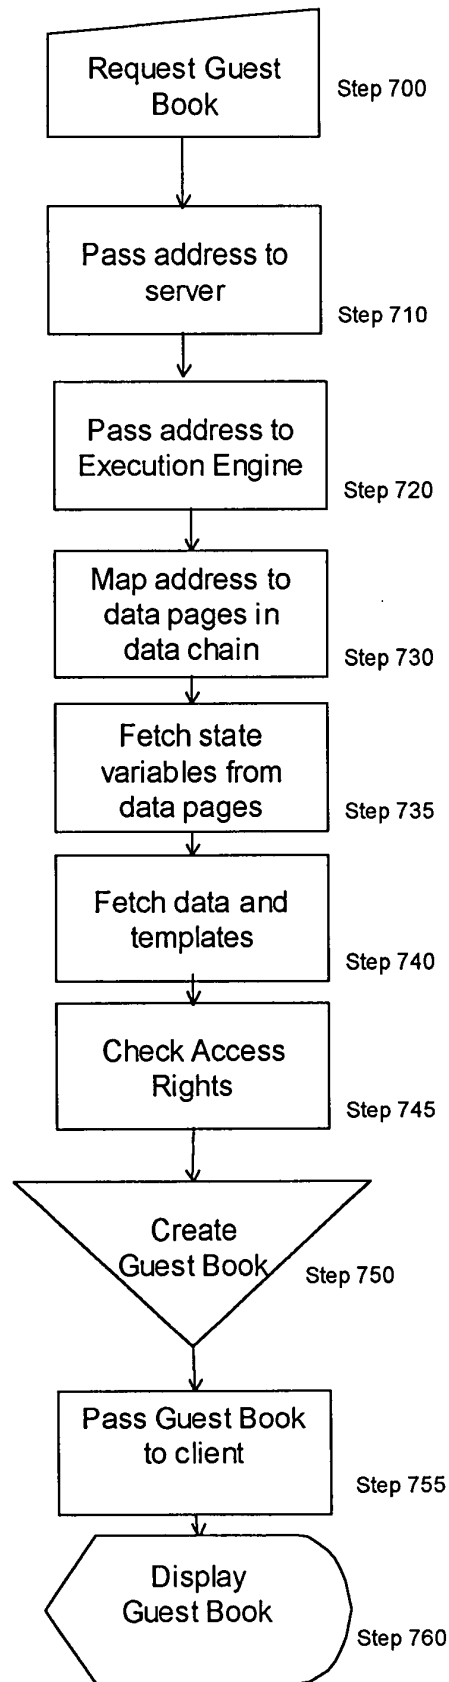 Request Guest
Book
Step 700
Pass address to
server
Step 710
Pass address to
Execution Engine
Step 720
Map address to
data pages in
data chain
Step 730
Fetch state
variables from
data pages
Step 735
Fetch data and
templates
Step 740
Check Access
Rights
Step 745
Create
Guest Book
Step 750
Pass Guest Book
to client
Step 755
Display
Guest Book
Step 760